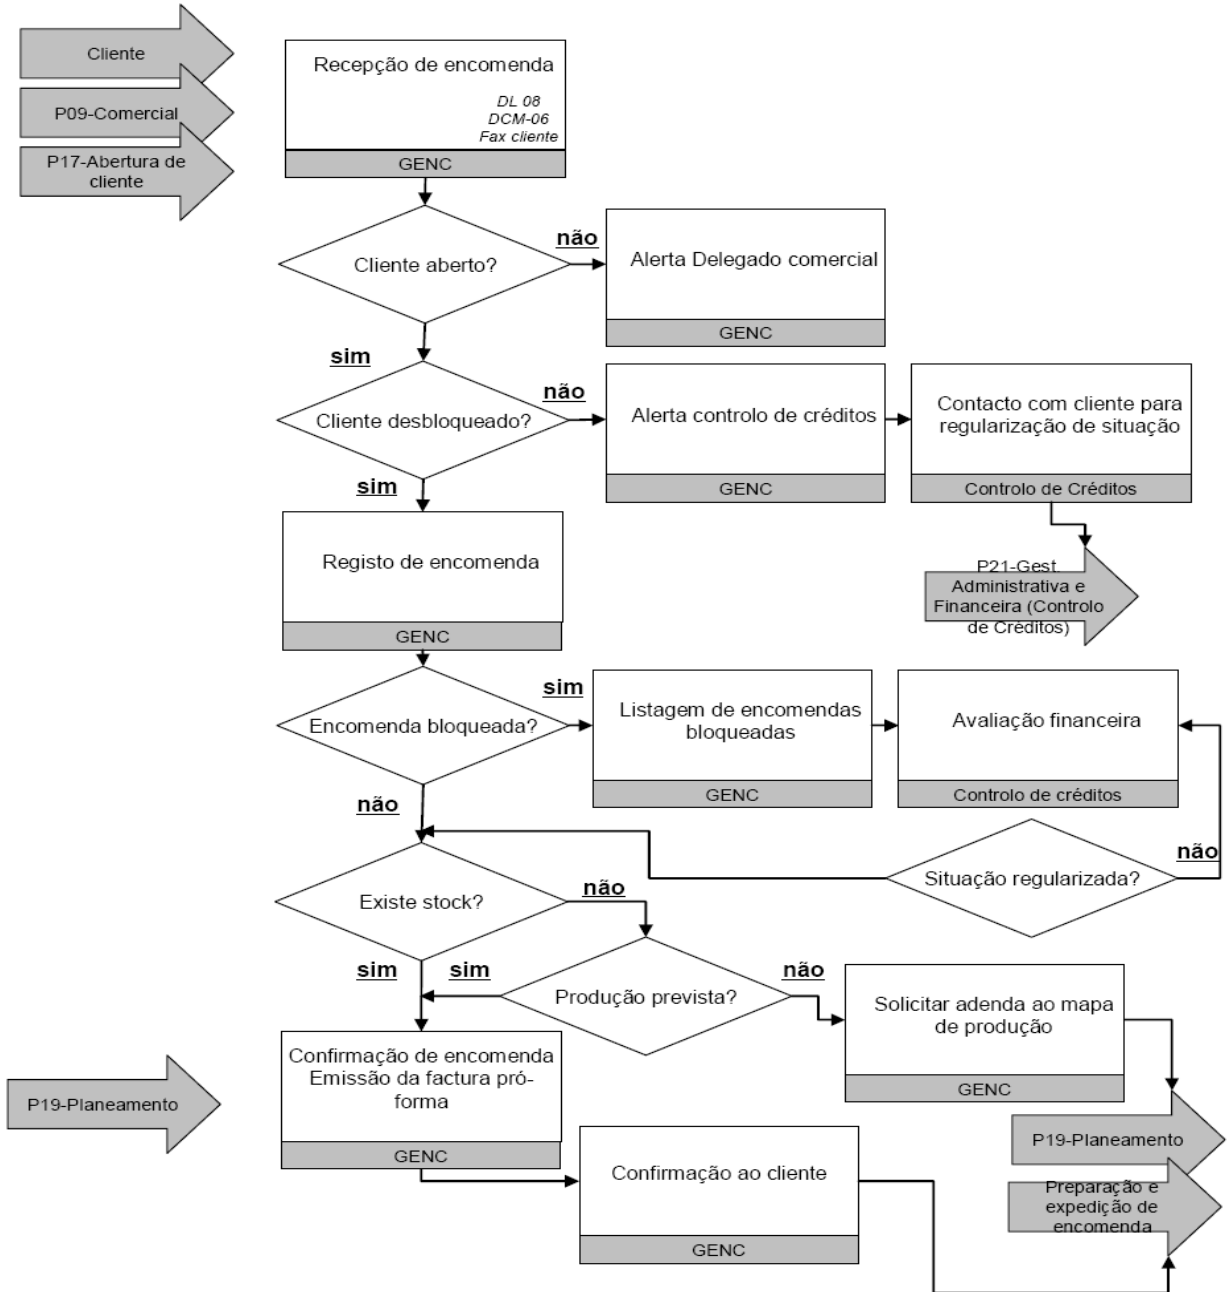 Cliente
P09-Comercial
P17-Abertura de
cliente
Recepção de encomenda
DL 08
DCM-06
Fax cliente
GENC
Cliente aberto?
não
Alerta Delegado comercial
GENC
sim
Cliente desbloqueado?
não
Alerta controlo de créditos
GENC
Contacto com cliente para
regularização de situação
Controlo de Créditos
P21-Gest.
Administrativa e
Financeira (Controlo
de Créditos)
sim
Registo de encomenda
GENC
Encomenda bloqueada?
sim
Listagem de encomendas
bloqueadas
GENC
Avaliação financeira
Controlo de créditos
não
Situação regularizada?
não
Existe stock?
não
sim
sim
Produção prevista?
não
Solicitar adenda ao mapa
de produção
GENC
P19-Planeamento
Confirmação de encomenda
Emissão da factura pró-
forma
GENC
Confirmação ao cliente
GENC
P19-Planeamento
Preparação e
expedição de
encomenda